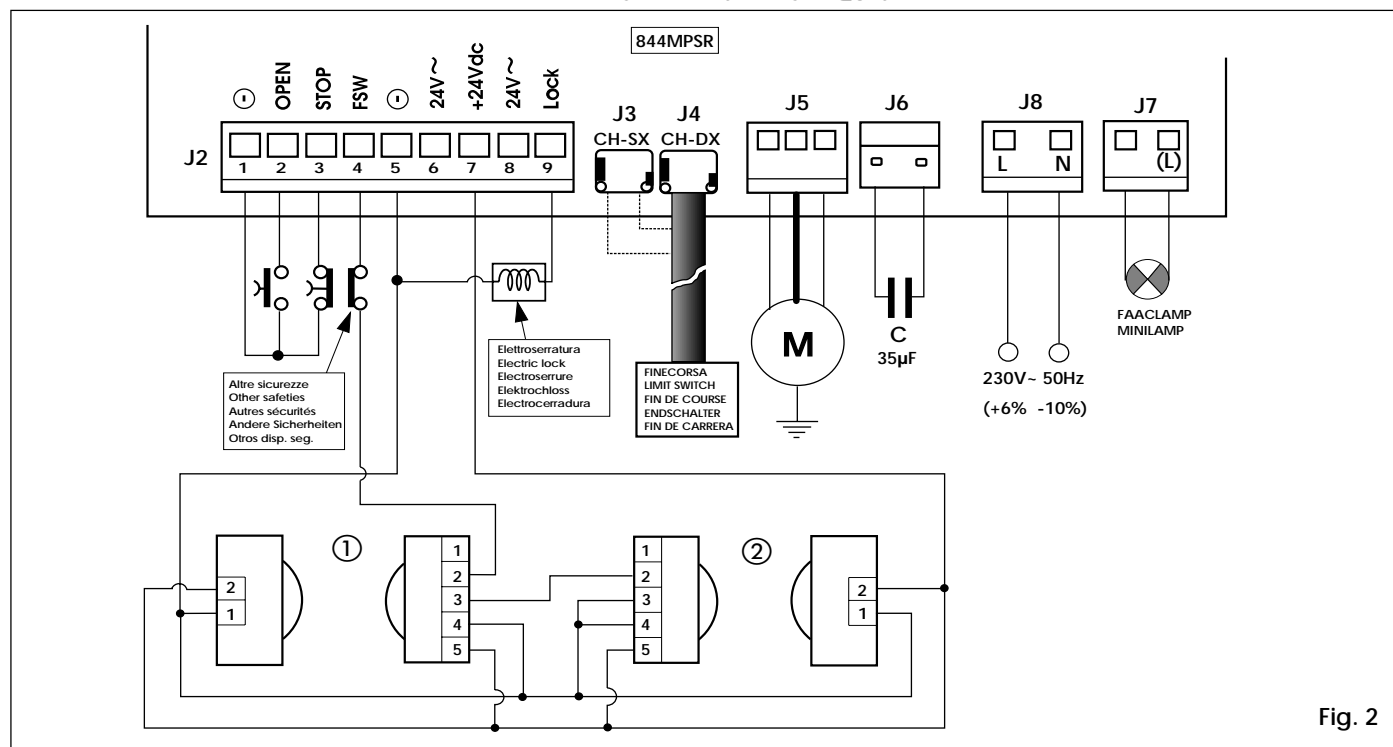 844MPSR
⊖ OPEN STOP FSW ⊖ 24V~ +24Vdc 24V~ Lock
J2
1 2 3 4 5 6 7 8 9
J3
CH-SX
J4
CH-DX
J5
J6
J8
L N
J7
(L)
Elettroserratura
Electric lock
Electroserrure
Elektrochloss
Electrocerradura
FINECORSA
LIMIT SWITCH
FIN DE COURSE
ENDSCHALTER
FIN DE CARRERA
M
C
35µF
230V~ 50Hz
(+6% -10%)
FAACLAMP
MINILAMP
Altre sicurezze
Other safeties
Autres sécurités
Andere Sicherheiten
Otros disp. seg.
2
1
①
1
2
3
4
5
1
2
3
4
5
②
2
1
Fig. 2